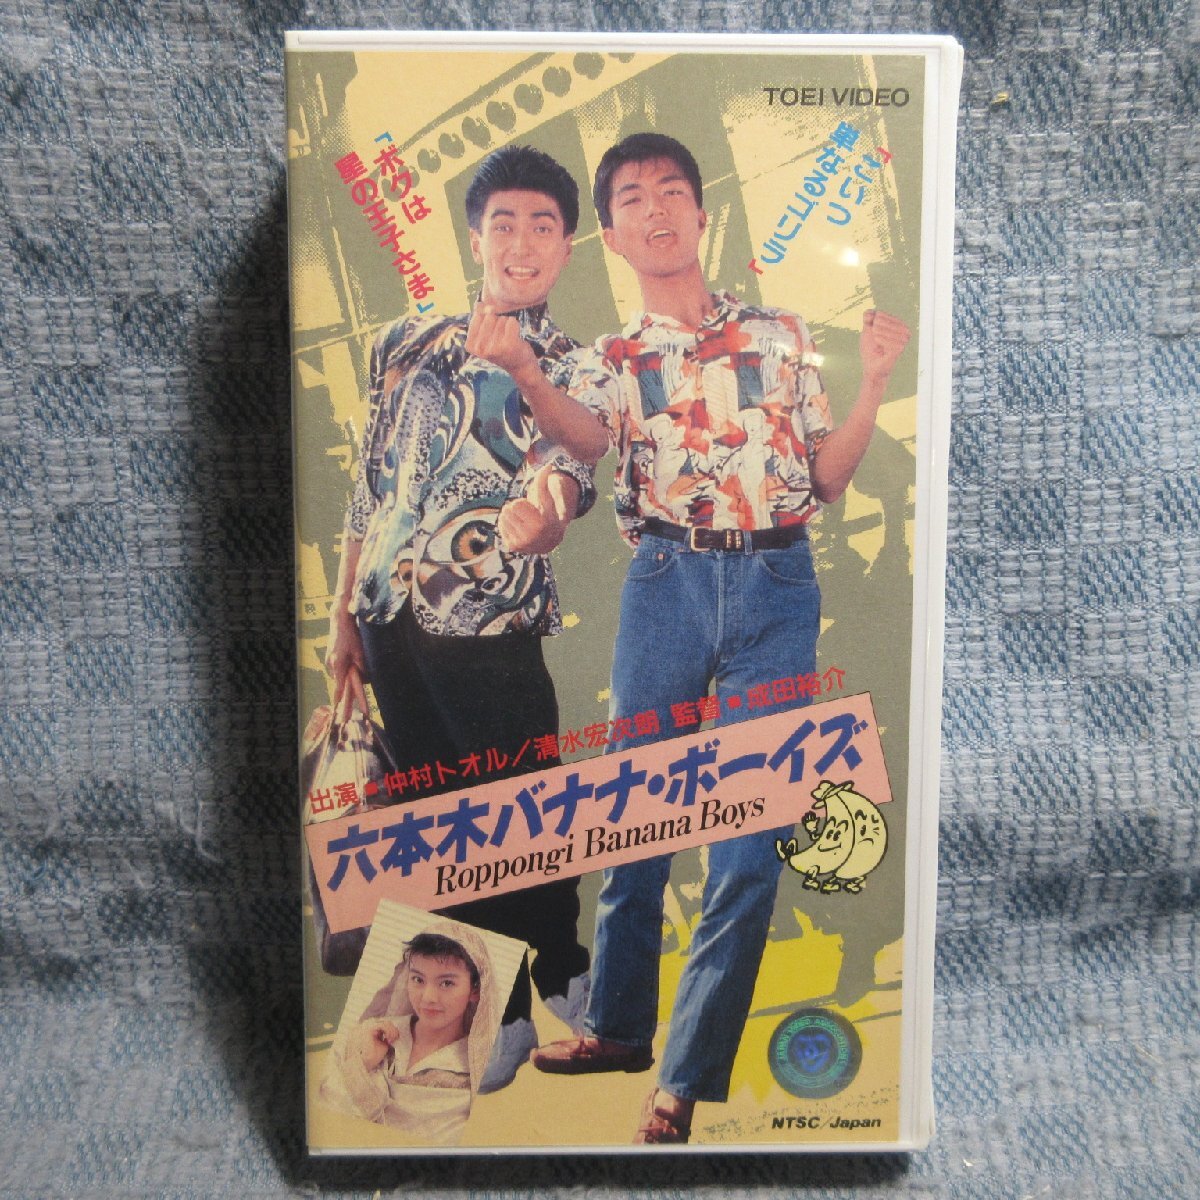 TOEI VIDEO
「ボクは
星の王子さま」
「こいつ
単なるゴリラ」
出演■仲村トオル／清水宏次朗 監督■成田裕介
六本木バナナ・ボーイズ
Roppongi Banana Boys
NTSC/Japan